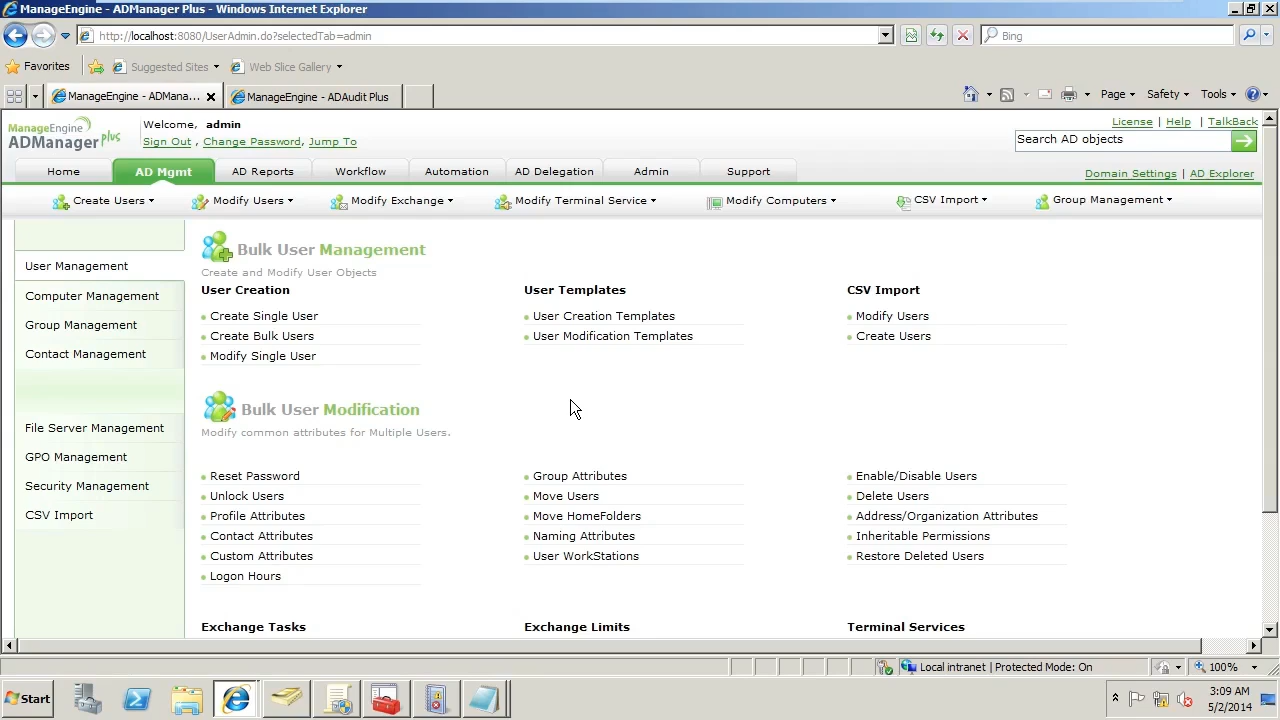 ManageEngine - ADManager Plus - Windows Internet Explorer
http://localhost:8080/UserAdmin.do?selectedTab=admin
Bing
Favorites Suggested Sites Web Slice Gallery
ManageEngine - ADMana... ManageEngine - ADAudit Plus
Page Safety Tools
ManageEngine
ADManager plus
Welcome, admin
Sign Out , Change Password, Jump To
License | Help | TalkBack
Search AD objects
Home AD Mgmt AD Reports Workflow Automation AD Delegation Admin Support
Domain Settings | AD Explorer
Create Users Modify Users Modify Exchange Modify Terminal Service Modify Computers CSV Import Group Management
User Management
Computer Management
Group Management
Contact Management
File Server Management
GPO Management
Security Management
CSV Import
Bulk User Management
Create and Modify User Objects
User Creation
Create Single User
Create Bulk Users
Modify Single User
User Templates
User Creation Templates
User Modification Templates
CSV Import
Modify Users
Create Users
Bulk User Modification
Modify common attributes for Multiple Users.
Reset Password
Unlock Users
Profile Attributes
Contact Attributes
Custom Attributes
Logon Hours
Group Attributes
Move Users
Move HomeFolders
Naming Attributes
User WorkStations
Enable/Disable Users
Delete Users
Address/Organization Attributes
Inheritable Permissions
Restore Deleted Users
Exchange Tasks
Exchange Limits
Terminal Services
Local intranet | Protected Mode: On
100%
Start
3:09 AM
5/2/2014